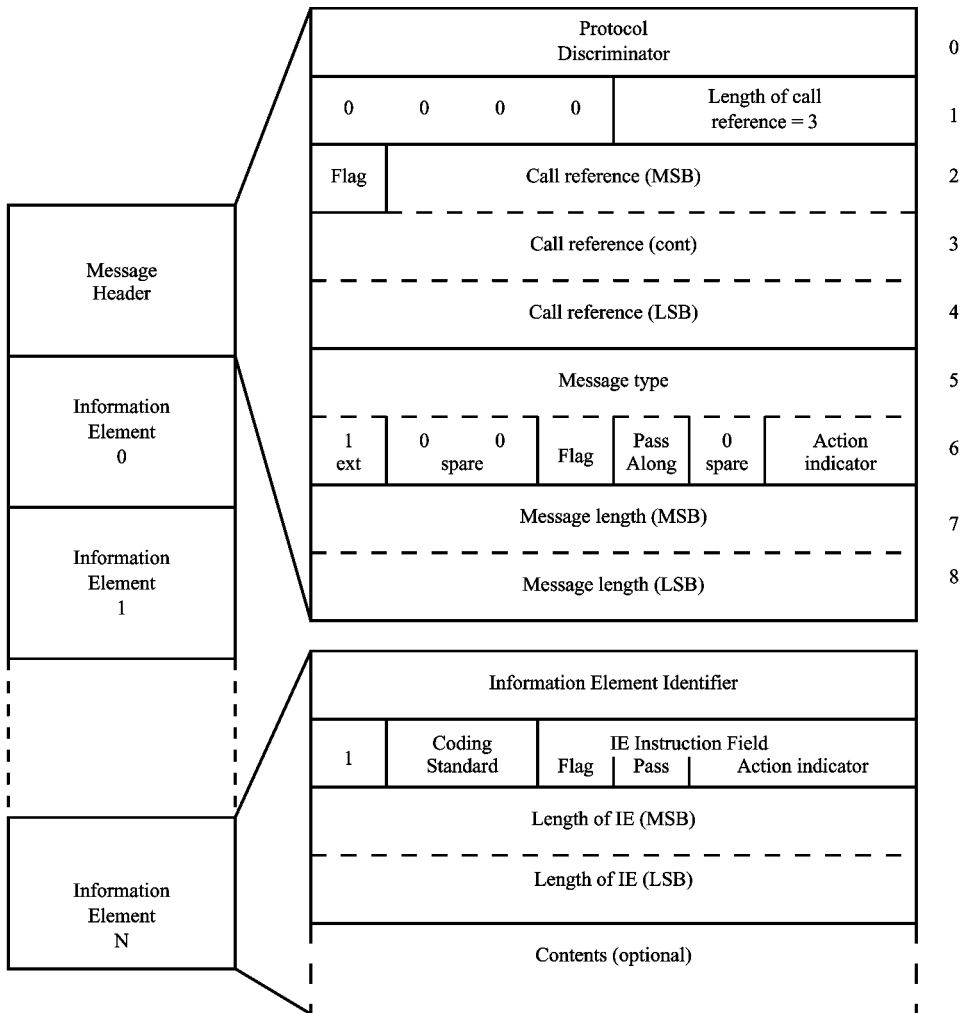 Protocol
Discriminator
0
0 0 0 0
Length of call
reference = 3
1
Flag
Call reference (MSB)
2
Call reference (cont)
3
Call reference (LSB)
4
Message type
5
1
ext
0 0
spare
Flag
Pass
Along
0
spare
Action
indicator
6
Message length (MSB)
7
Message length (LSB)
8
Message
Header
Information
Element
0
Information
Element
1
Information
Element
N
Information Element Identifier
1
Coding
Standard
IE Instruction Field
Flag Pass Action indicator
Length of IE (MSB)
Length of IE (LSB)
Contents (optional)